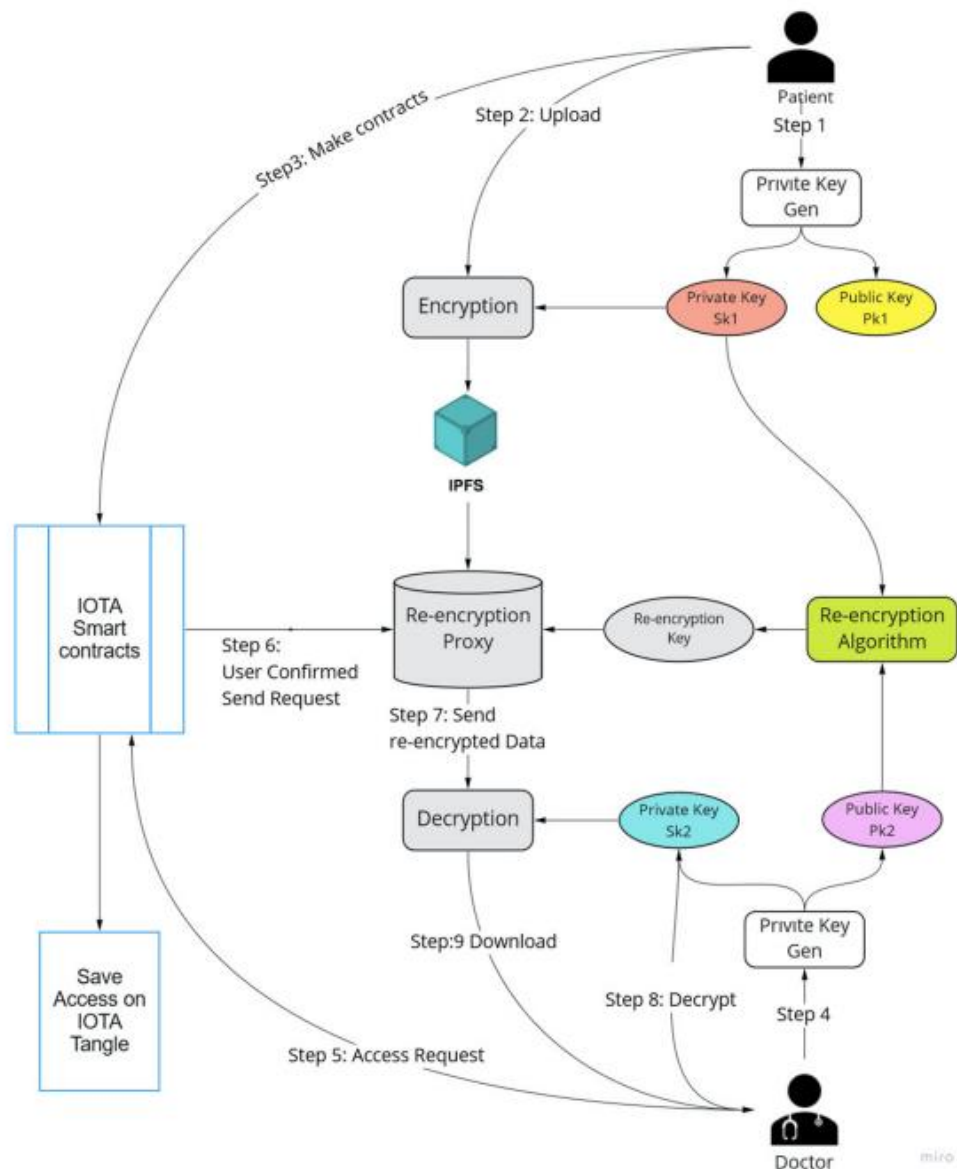 Patient
Step 1
Step 2: Upload
Step3: Make contracts
Private Key
Gen
Encryption
Private Key
Sk1
Public Key
Pk1
IPFS
IOTA
Smart
contracts
Re-encryption
Proxy
Re-encryption
Key
Re-encryption
Algorithm
Step 6:
User Confirmed
Send Request
Step 7: Send
re-encrypted Data
Decryption
Private Key
Sk2
Public Key
Pk2
Private Key
Gen
Step:9 Download
Save
Access on
IOTA
Tangle
Step 8: Decrypt
Step 4
Step 5: Access Request
Doctor
miro